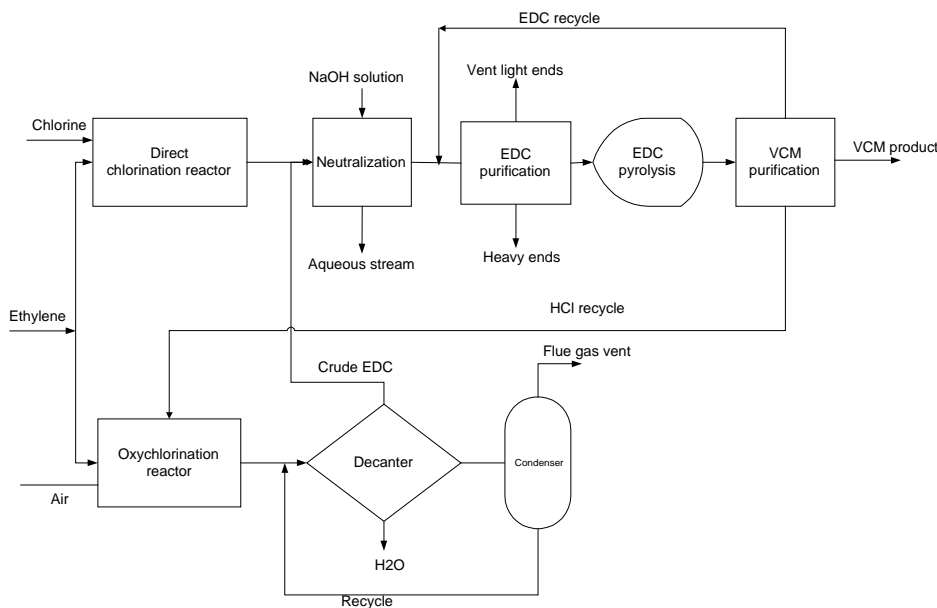 EDC recycle
NaOH solution
Vent light ends
Chlorine
Direct
chlorination reactor
Neutralization
EDC
purification
EDC
pyrolysis
VCM
purification
VCM product
Aqueous stream
Heavy ends
Ethylene
HCl recycle
Flue gas vent
Crude EDC
Oxychlorination
reactor
Decanter
Condenser
Air
H2O
Recycle